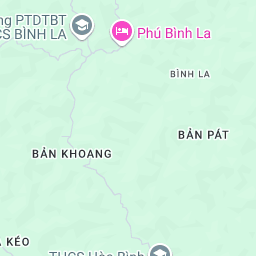 ng PTDTBT
CS BÌNH LA
Phú Bình La
BÌNH LA
BẢN PÁT
BẢN KHOANG
KÉO
THCS Hòa Bình